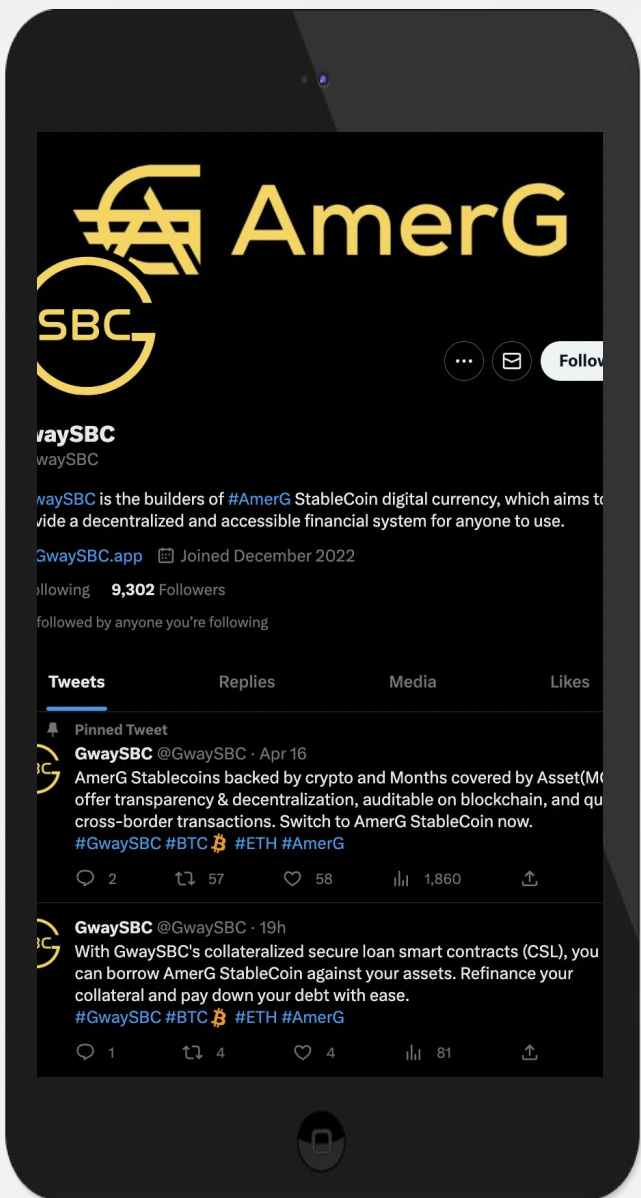 AmerG
SBC
waySBC
waySBC
waySBC is the builders of #AmerG StableCoin digital currency, which aims to
vide a decentralized and accessible financial system for anyone to use.
GwaySBC.app Joined December 2022
llowing 9,302 Followers
followed by anyone you're following
Tweets Replies Media Likes
Pinned Tweet
GwaySBC @GwaySBC · Apr 16
AmerG Stablecoins backed by crypto and Months covered by Asset(MC
offer transparency & decentralization, auditable on blockchain, and qu
cross-border transactions. Switch to AmerG StableCoin now.
#GwaySBC #BTC #ETH #AmerG
2 57 58 1,860
GwaySBC @GwaySBC · 19h
With GwaySBC's collateralized secure loan smart contracts (CSL), you
can borrow AmerG StableCoin against your assets. Refinance your
collateral and pay down your debt with ease.
#GwaySBC #BTC #ETH #AmerG
1 4 4 81